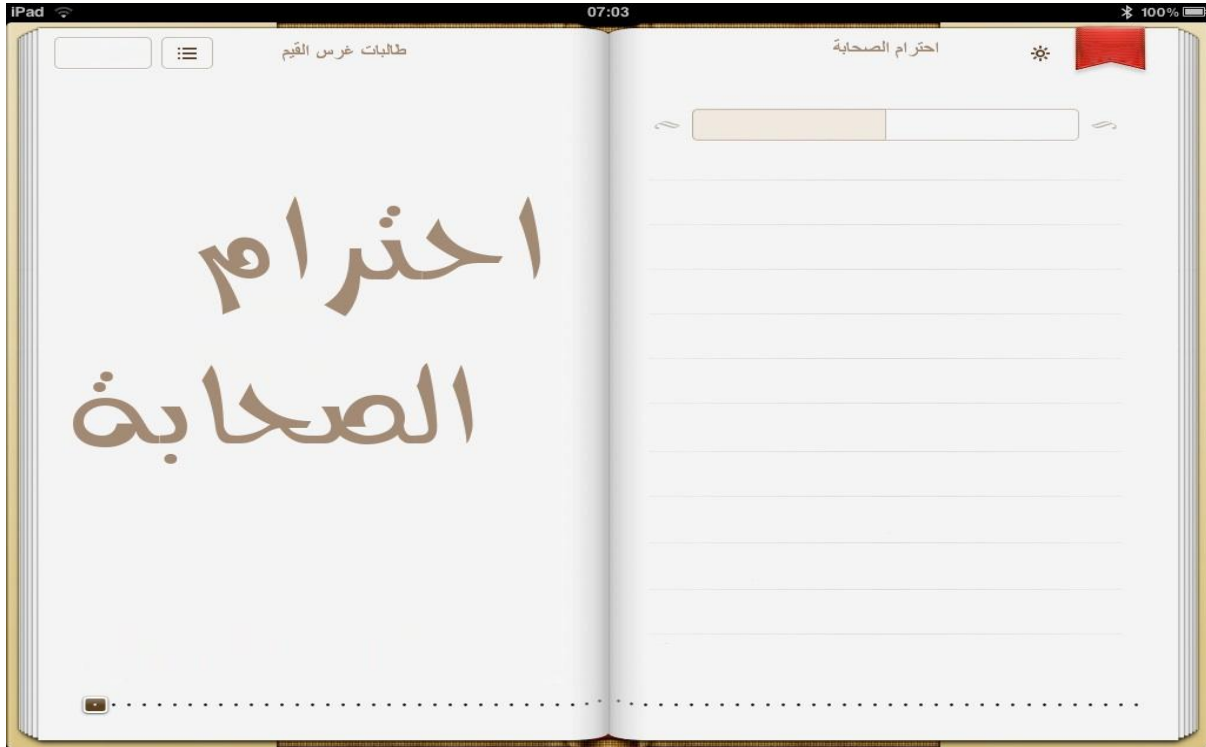 iPad 07:03 100%
طالبات غرس القيم
احترام الصحابة
احترام
الصحابة